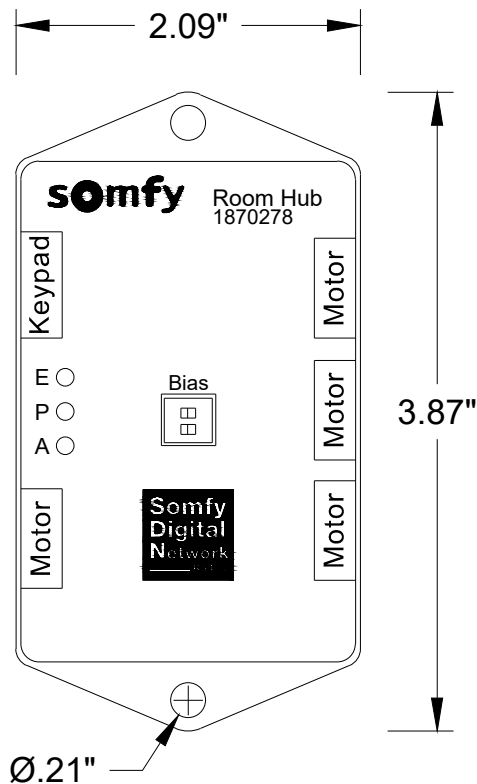 2.09"
somfy
Room Hub
1870278
Keypad
Motor
E
P
A
Bias
Motor
3.87"
Motor
Somfy
Digital
Network
Motor
Ø.21"